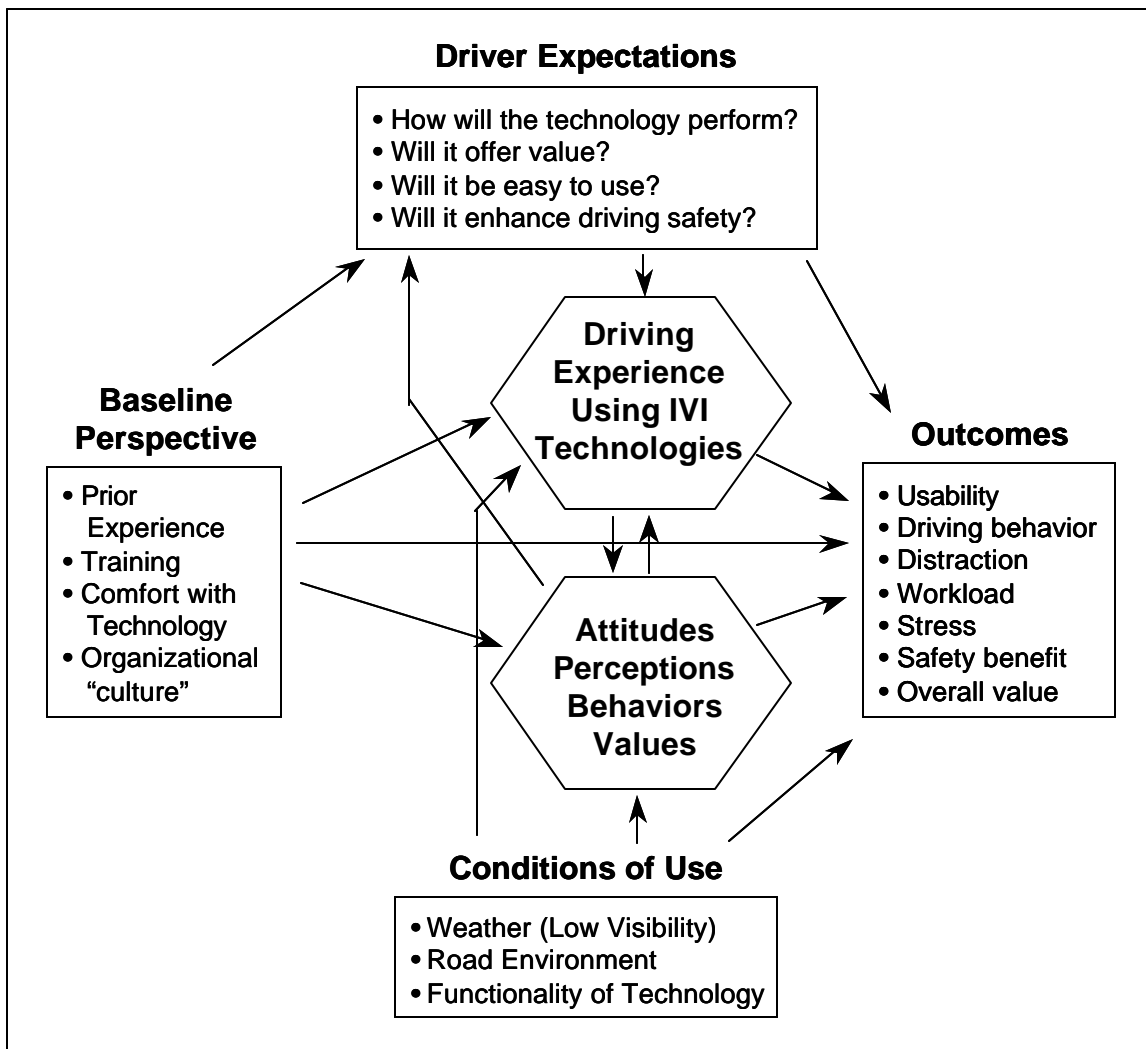 Driver Expectations
• How will the technology perform?
• Will it offer value?
• Will it be easy to use?
• Will it enhance driving safety?
Driving
Experience
Using IVI
Technologies
Baseline
Perspective
• Prior
Experience
• Training
• Comfort with
Technology
• Organizational
“culture”
Outcomes
• Usability
• Driving behavior
• Distraction
• Workload
• Stress
• Safety benefit
• Overall value
Attitudes
Perceptions
Behaviors
Values
Conditions of Use
• Weather (Low Visibility)
• Road Environment
• Functionality of Technology